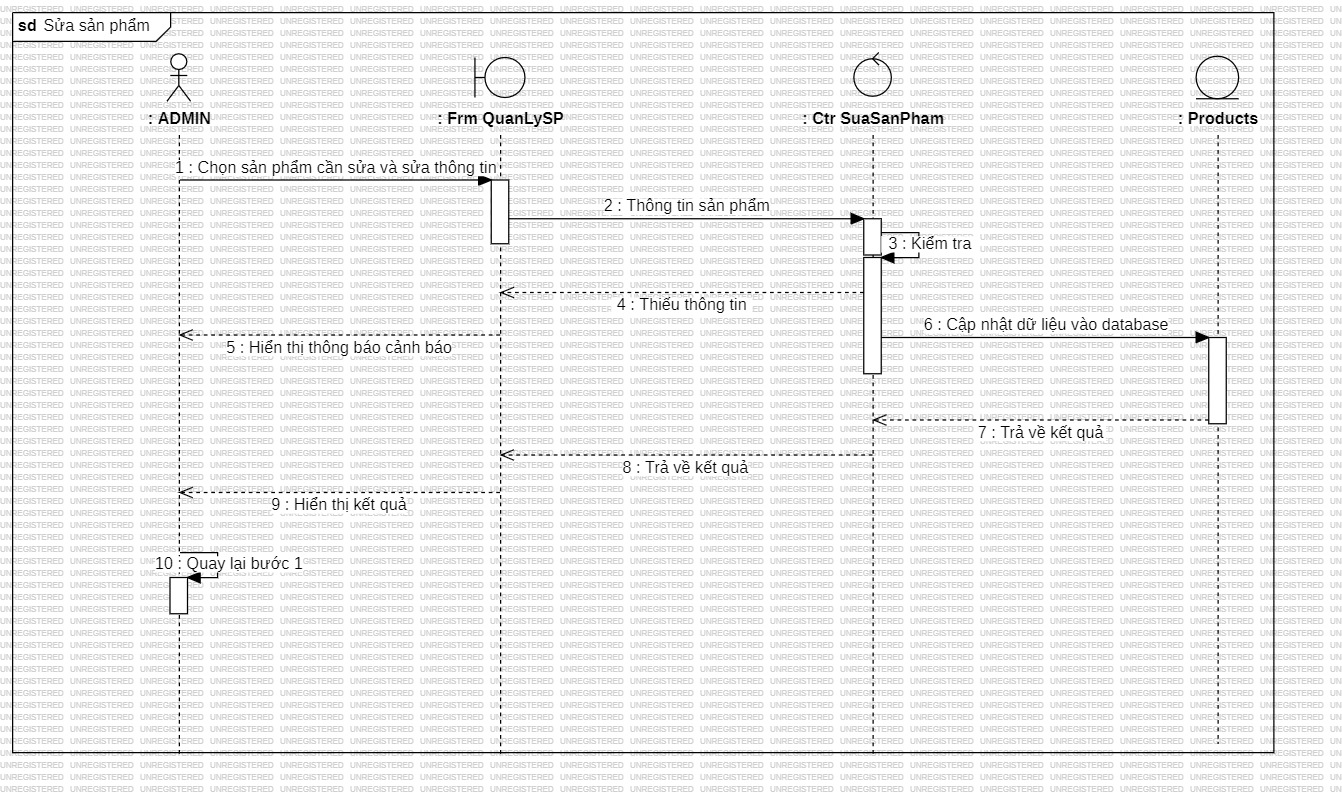 sd Sửa sản phẩm
: ADMIN
: Frm QuanLySP
: Ctr SuaSanPham
: Products
1 : Chọn sản phẩm cần sửa và sửa thông tin
2 : Thông tin sản phẩm
3 : Kiểm tra
4 : Thiếu thông tin
6 : Cập nhật dữ liệu vào database
5 : Hiển thị thông báo cảnh báo
7 : Trả về kết quả
8 : Trả về kết quả
9 : Hiển thị kết quả
10 : Quay lại bước 1
UNREGISTERED